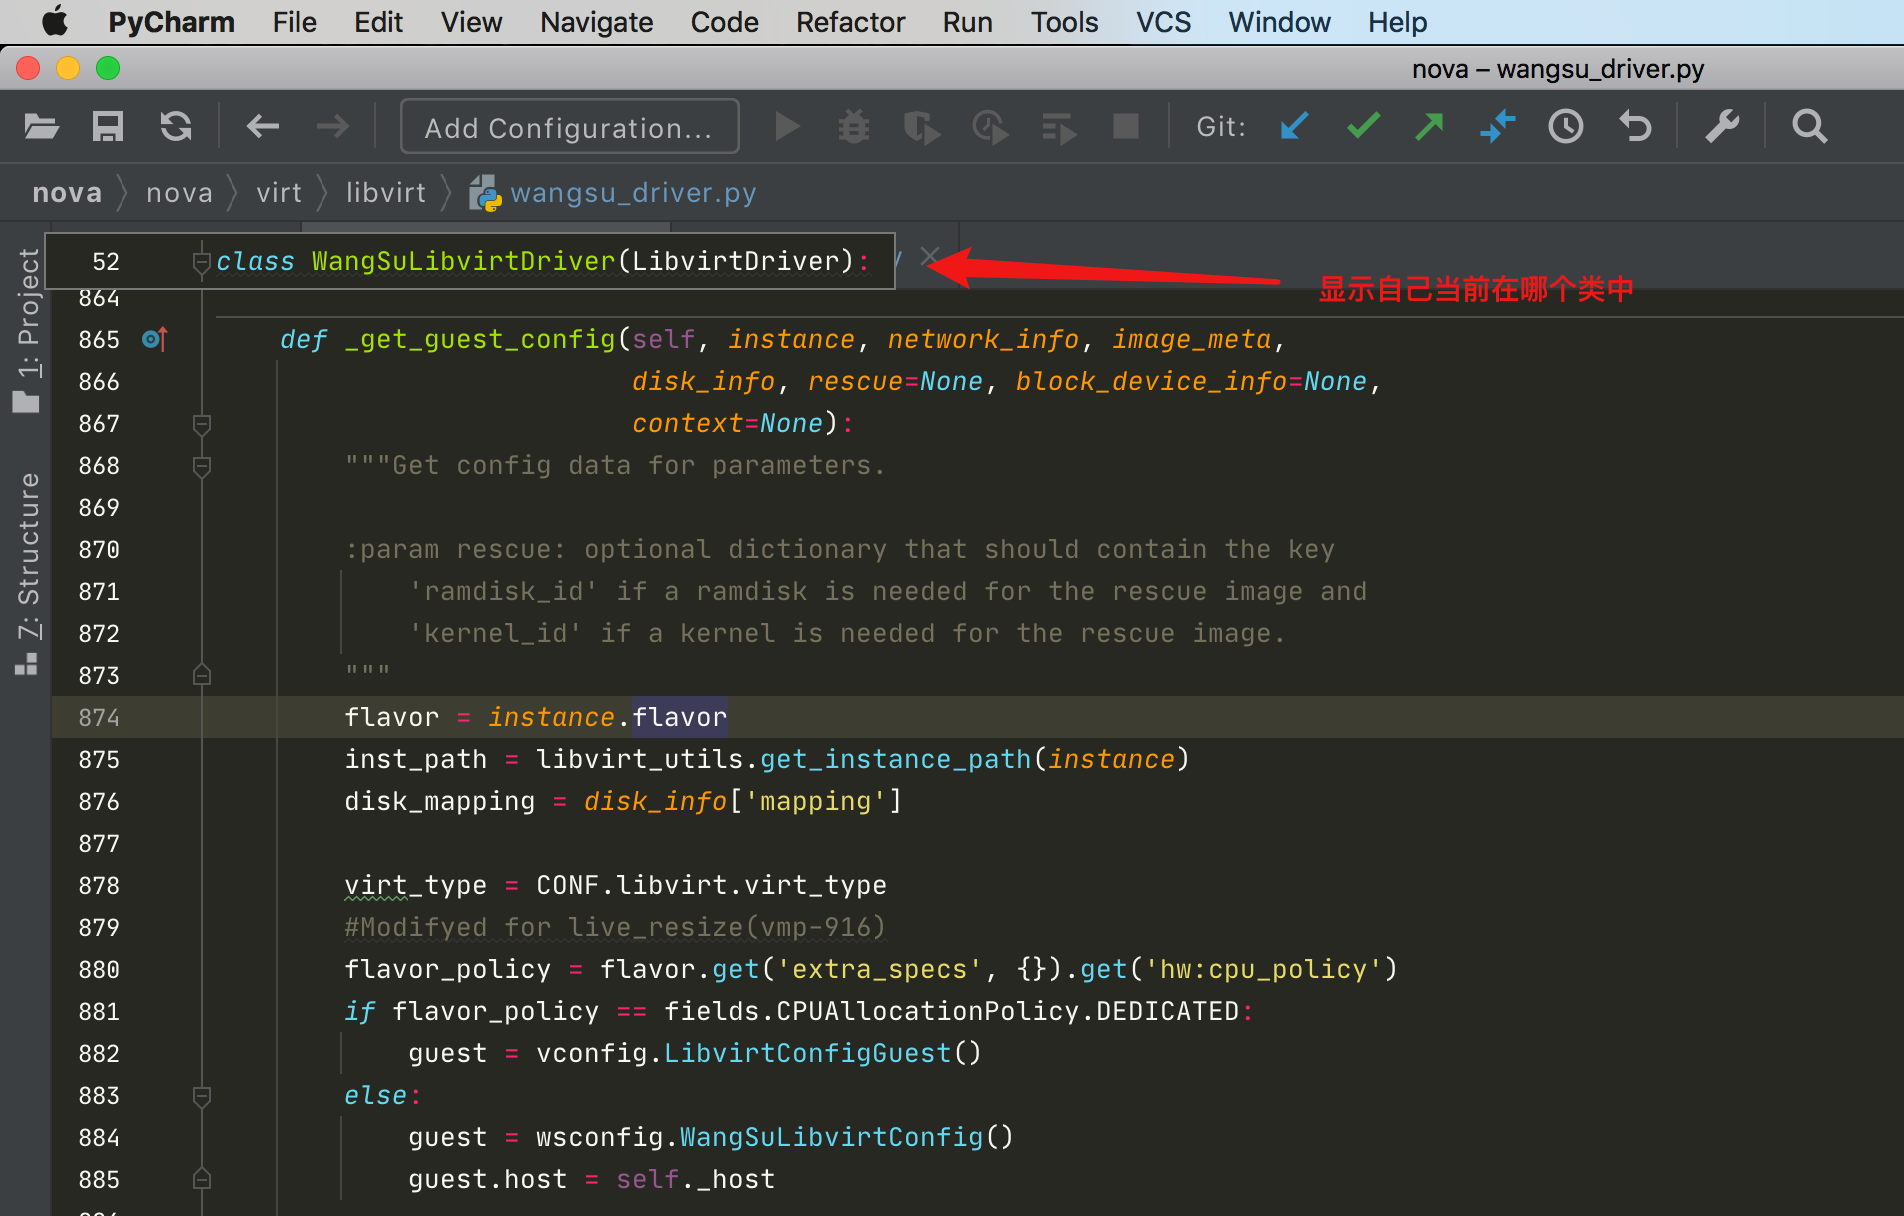 PyCharm File Edit View Navigate Code Refactor Run Tools VCS Window Help
nova – wangsu_driver.py
Add Configuration... Git:
nova nova virt libvirt wangsu_driver.py
1: Project
7: Structure
52 class WangSuLibvirtDriver(LibvirtDriver):
显示自己当前在哪个类中
864
865 def _get_guest_config(self, instance, network_info, image_meta,
866 disk_info, rescue=None, block_device_info=None,
867 context=None):
868 """Get config data for parameters.
869
870 :param rescue: optional dictionary that should contain the key
871 'ramdisk_id' if a ramdisk is needed for the rescue image and
872 'kernel_id' if a kernel is needed for the rescue image.
873 """
874 flavor = instance.flavor
875 inst_path = libvirt_utils.get_instance_path(instance)
876 disk_mapping = disk_info['mapping']
877
878 virt_type = CONF.libvirt.virt_type
879 #Modifyed for live_resize(vmp-916)
880 flavor_policy = flavor.get('extra_specs', {}).get('hw:cpu_policy')
881 if flavor_policy == fields.CPUAllocationPolicy.DEDICATED:
882 guest = vconfig.LibvirtConfigGuest()
883 else:
884 guest = wsconfig.WangSuLibvirtConfig()
885 guest.host = self._host